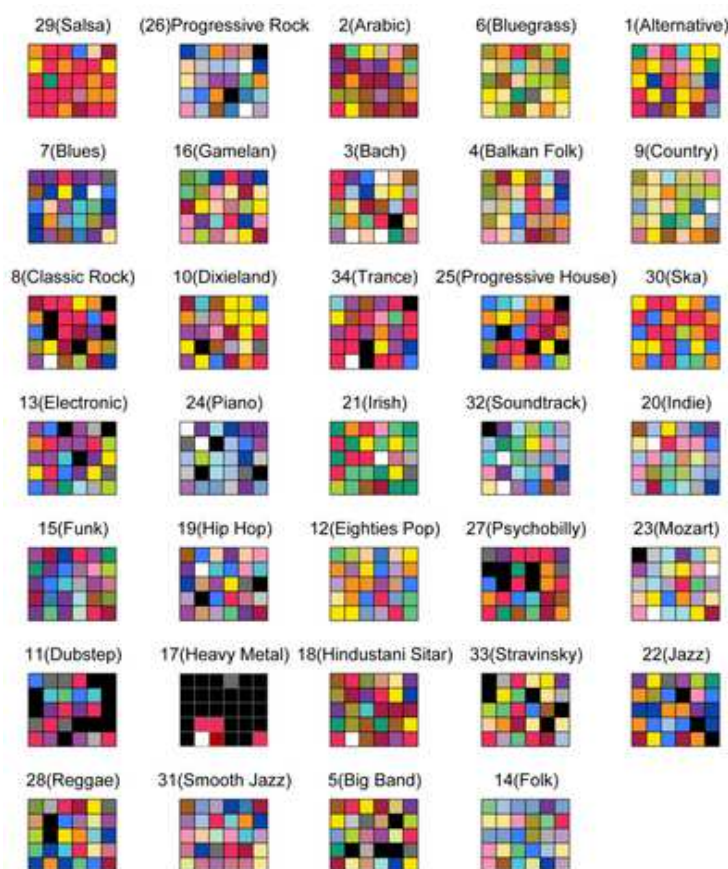 29(Salsa) (26)Progressive Rock 2(Arabic) 6(Bluegrass) 1(Alternative)
7(Blues) 16(Gamelan) 3(Bach) 4(Balkan Folk) 9(Country)
8(Classic Rock) 10(Dixieland) 34(Trance) 25(Progressive House) 30(Ska)
13(Electronic) 24(Piano) 21(Irish) 32(Soundtrack) 20(Indie)
15(Funk) 19(Hip Hop) 12(Eighties Pop) 27(Psychobilly) 23(Mozart)
11(Dubstep) 17(Heavy Metal) 18(Hindustani Sitar) 33(Stravinsky) 22(Jazz)
28(Reggae) 31(Smooth Jazz) 5(Big Band) 14(Folk)